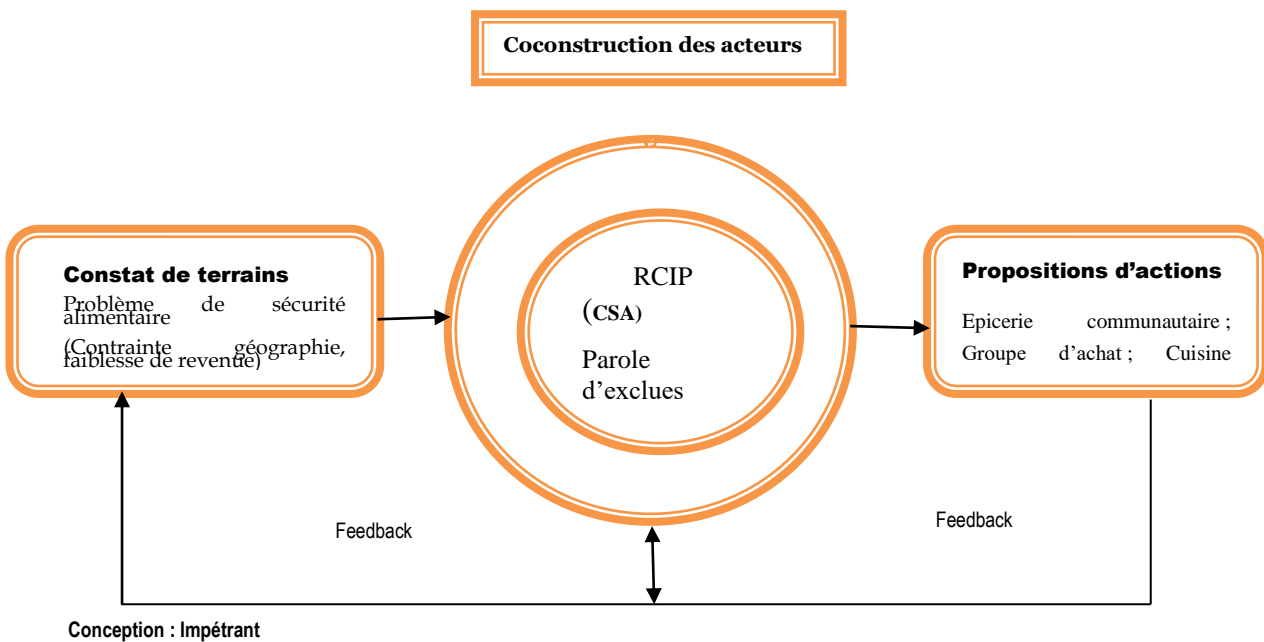 Coconstruction des acteurs
Constat de terrains
Problème de sécurité
alimentaire
(Contrainte géographie,
faiblesse de revenue)
RCIP
(CSA)
Parole
d’exclues
Propositions d’actions
Epicerie communautaire ;
Groupe d’achat ; Cuisine
Feedback
Feedback
Conception : Impétrant